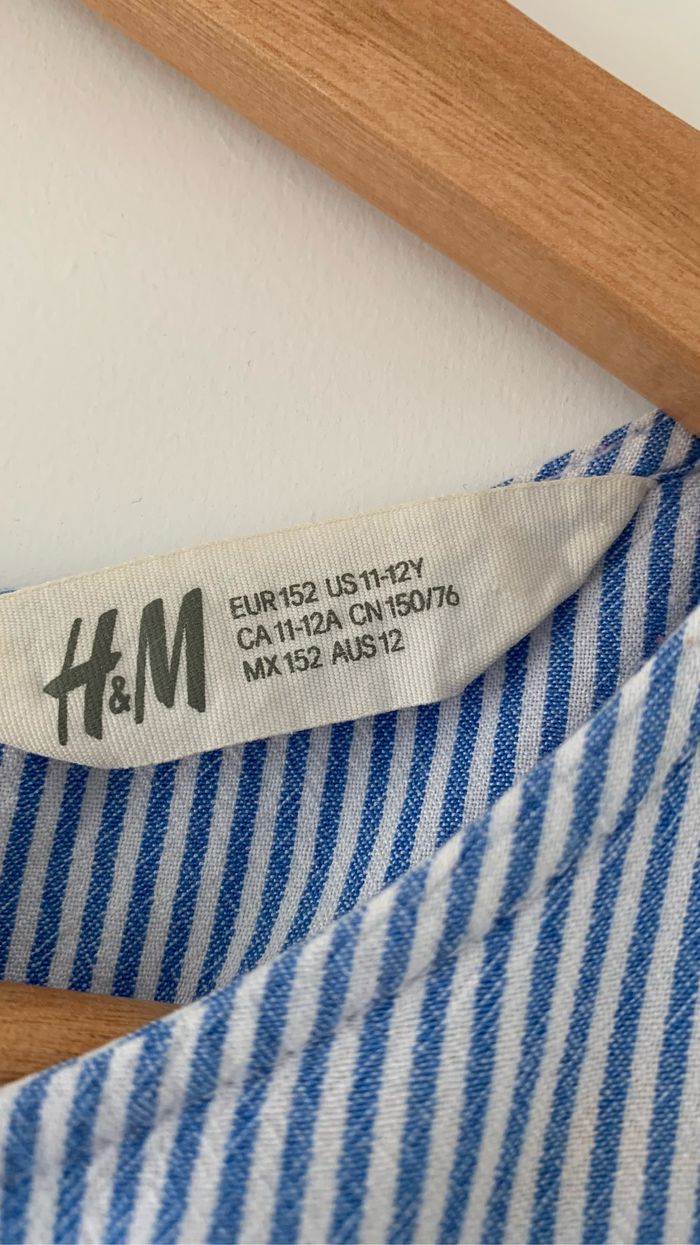 H&M
EUR 152 US 11-12Y
CA 11-12A CN 150/76
MX 152 AUS 12